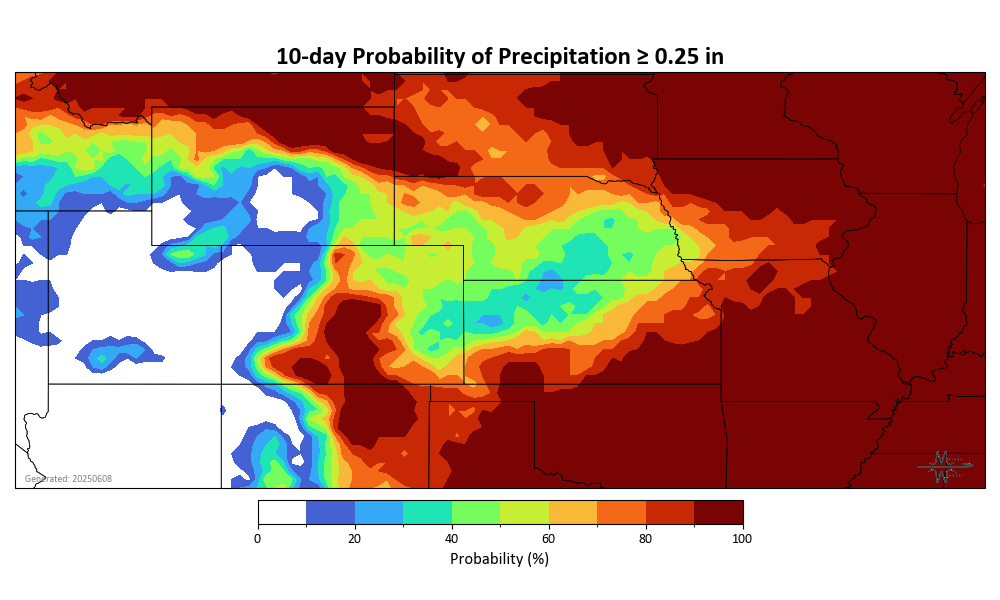 10-day Probability of Precipitation ≥ 0.25 in
Generated: 20250608
0 20 40 60 80 100
Probability (%)